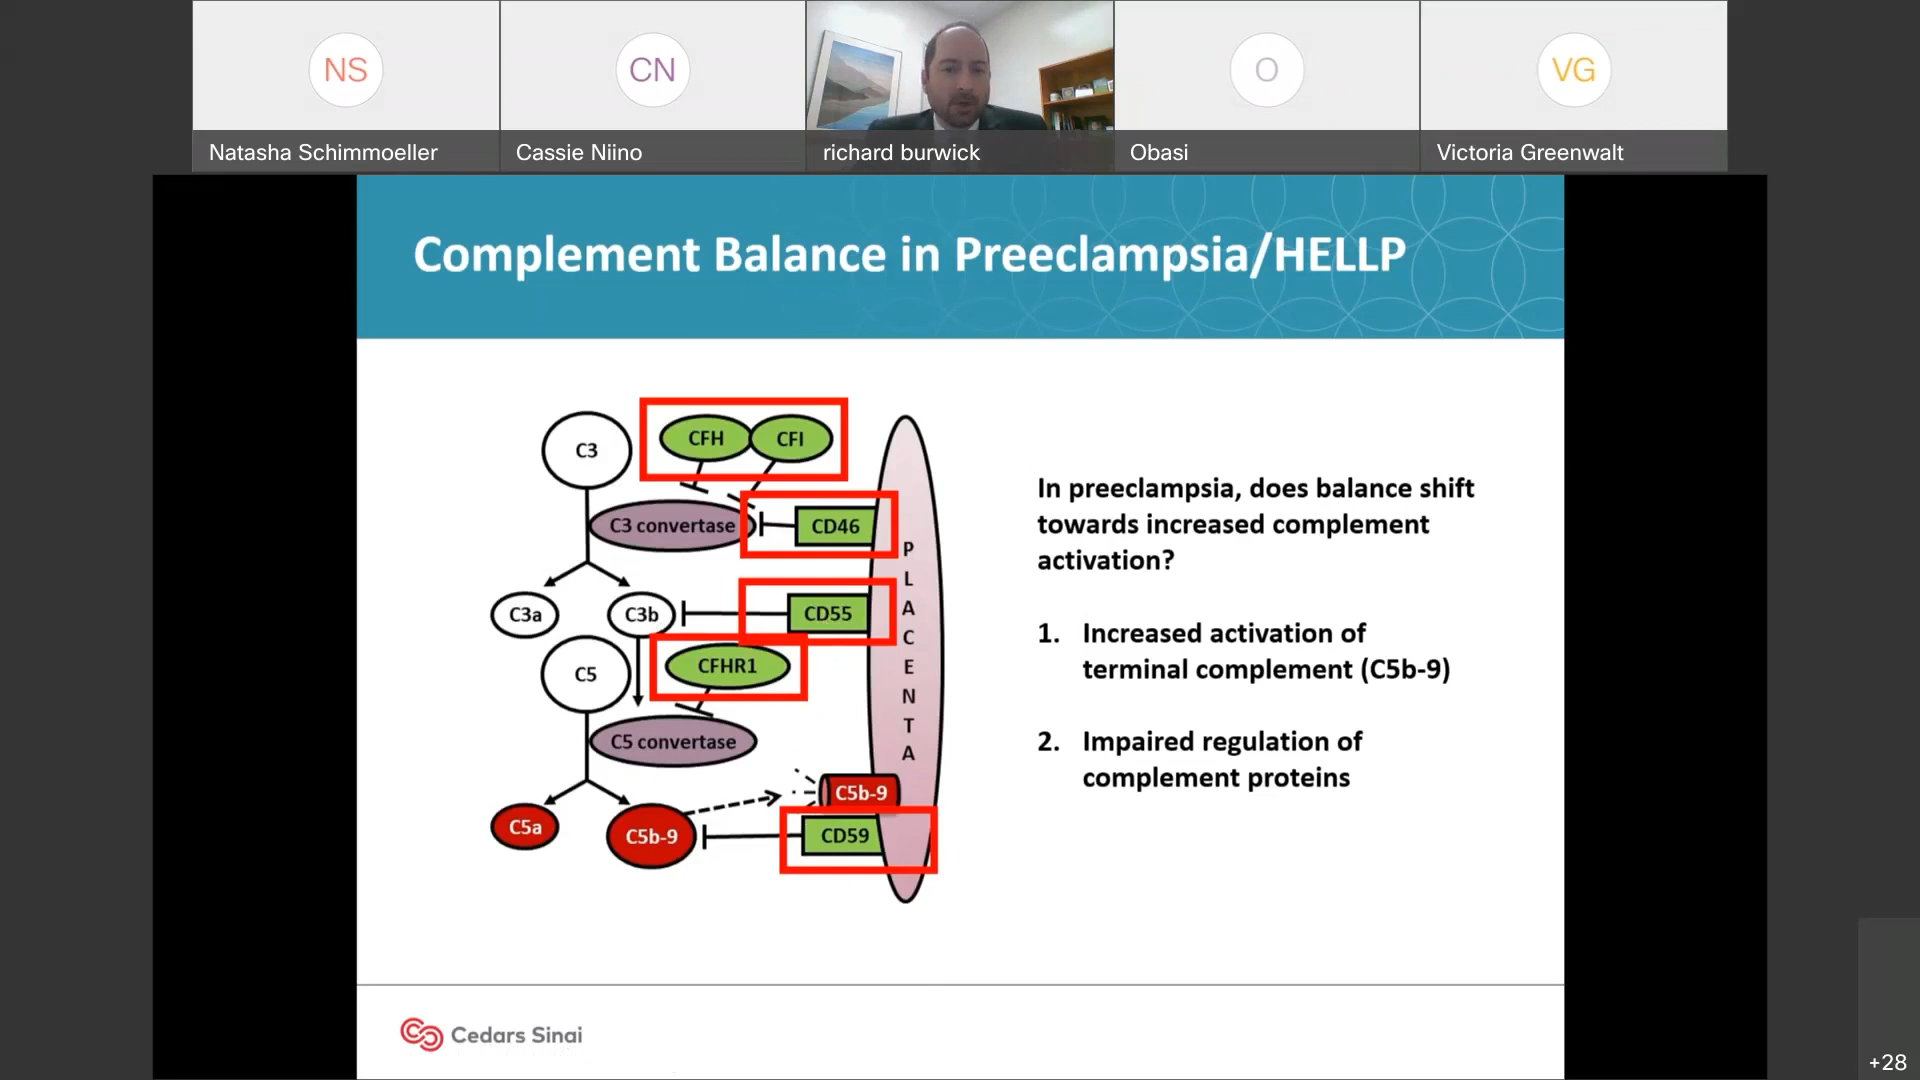 NS
CN
O
VG
Natasha Schimmoeller
Cassie Niino
richard burwick
Obasi
Victoria Greenwalt
Complement Balance in Preeclampsia/HELLP
C3
CFH
CFI
C3 convertase
CD46
C3a
C3b
CD55
C5
CFHR1
C5 convertase
C5b-9
C5a
C5b-9
CD59
P
L
A
C
E
N
T
A
In preeclampsia, does balance shift
towards increased complement
activation?
1. Increased activation of
terminal complement (C5b-9)
2. Impaired regulation of
complement proteins
Cedars Sinai
+28